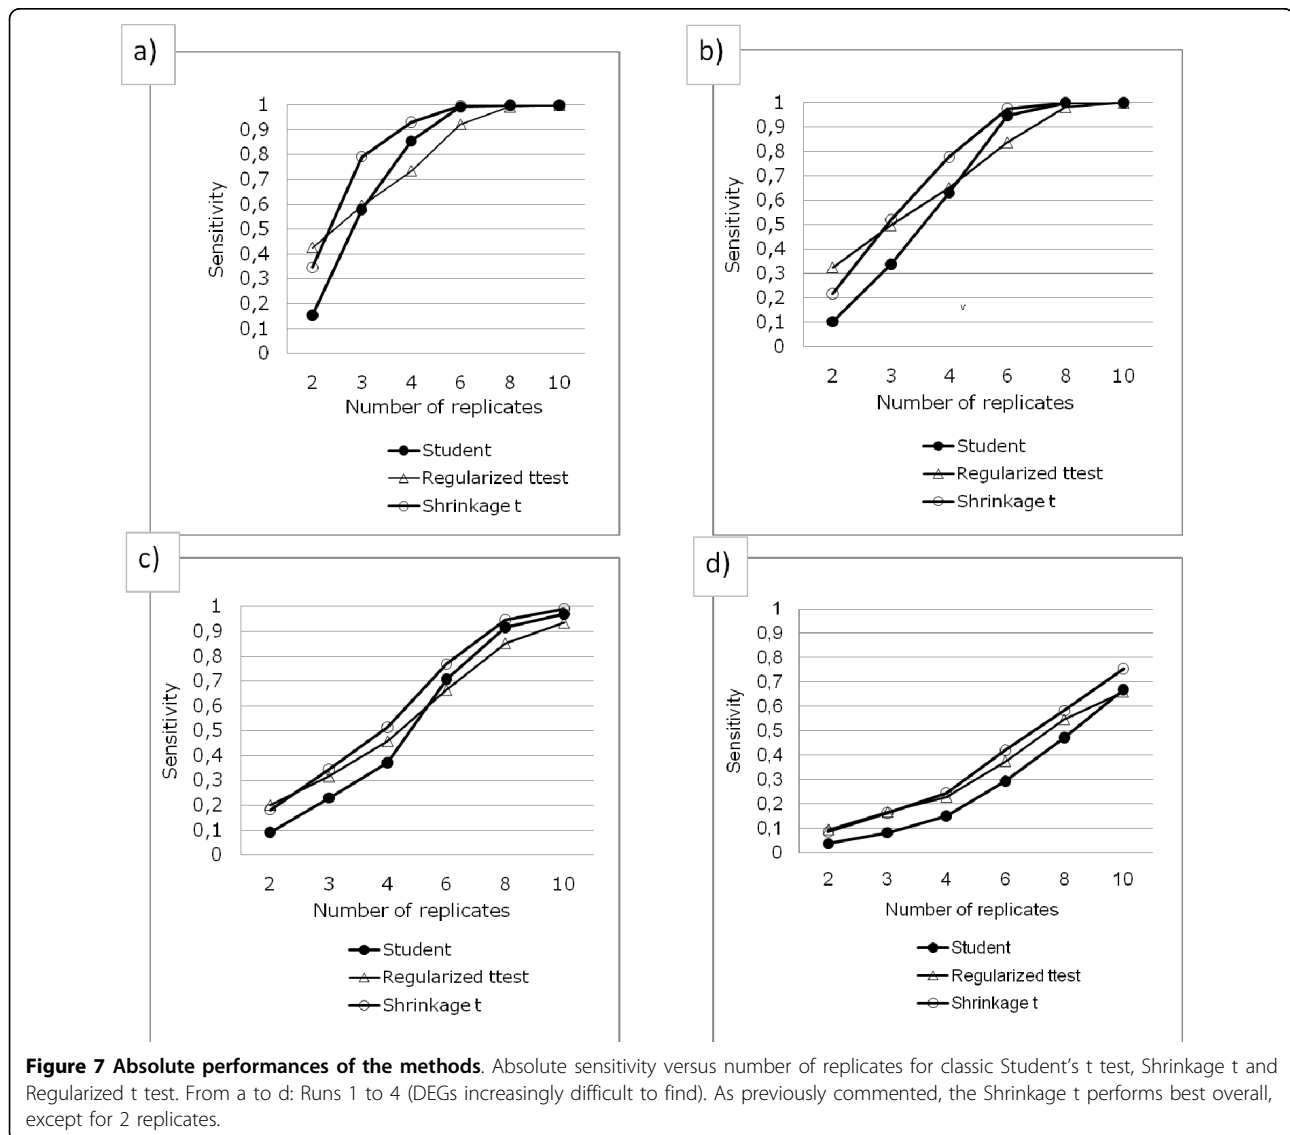 a)
1
0,9
0,8
0,7
0,6
0,5
0,4
0,3
0,2
0,1
0
Sensitivity
2 3 4 6 8 10
Number of replicates
Student
Regularized ttest
Shrinkage t
b)
1
0,9
0,8
0,7
0,6
0,5
0,4
0,3
0,2
0,1
0
Sensitivity
v
2 3 4 6 8 10
Number of replicates
Student
Regularized ttest
Shrinkage t
c)
1
0,9
0,8
0,7
0,6
0,5
0,4
0,3
0,2
0,1
0
Sensitivity
2 3 4 6 8 10
Number of replicates
Student
Regularized ttest
Shrinkage t
d)
1
0,9
0,8
0,7
0,6
0,5
0,4
0,3
0,2
0,1
0
Sensitivity
2 3 4 6 8 10
Number of replicates
Student
Regularized ttest
Shrinkage t
Figure 7 Absolute performances of the methods. Absolute sensitivity versus number of replicates for classic Student's t test, Shrinkage t and
Regularized t test. From a to d: Runs 1 to 4 (DEGs increasingly difficult to find). As previously commented, the Shrinkage t performs best overall,
except for 2 replicates.